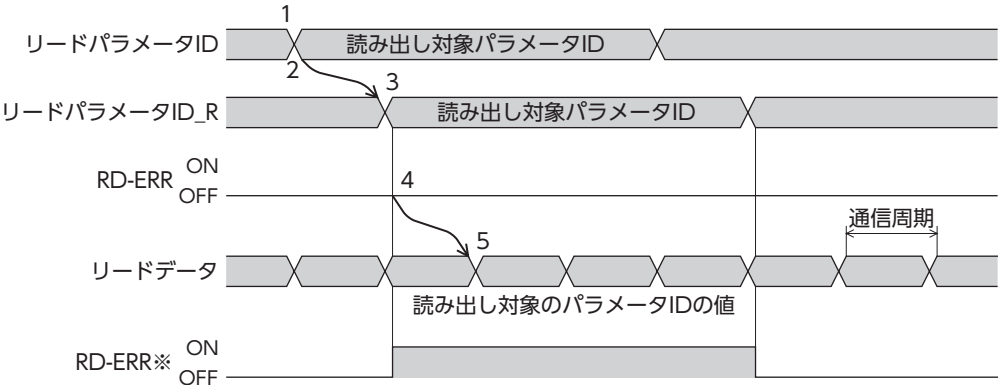 1
リードパラメータID
読み出し対象パラメータID
2
3
リードパラメータID_R
読み出し対象パラメータID
RD-ERR
ON
OFF
4
5
通信周期
リードデータ
読み出し対象のパラメータIDの値
RD-ERR※
ON
OFF